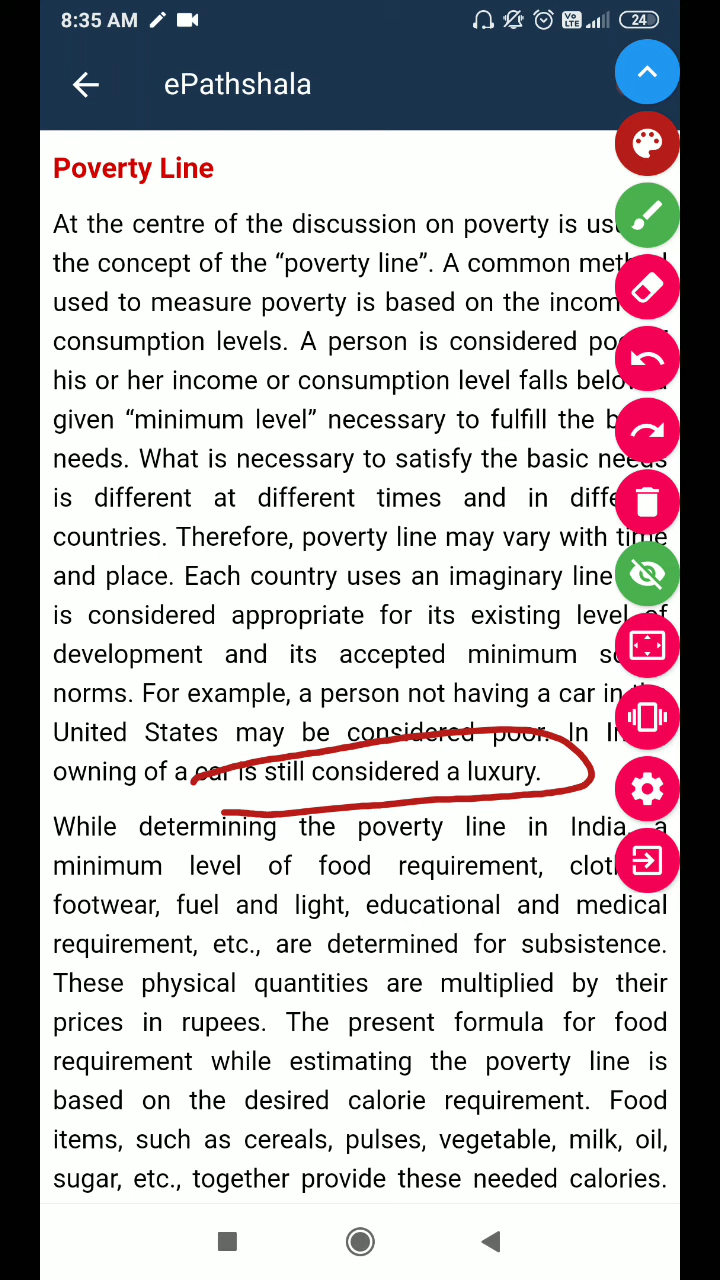 8:35 AM
Vo LTE
24
ePathshala
Poverty Line
At the centre of the discussion on poverty is
the concept of the “poverty line”. A common
used to measure poverty is based on the
consumption levels. A person is considered
his or her income or consumption level falls
given “minimum level” necessary to fulfill the
needs. What is necessary to satisfy the basic needs
is different at different times and in
countries. Therefore, poverty line may vary with time
and place. Each country uses an imaginary line
is considered appropriate for its existing level of
development and its accepted minimum
norms. For example, a person not having a car in
United States may be considered poor. In
owning of a car is still considered a luxury.
While determining the poverty line in India, a
minimum level of food requirement,
footwear, fuel and light, educational and medical
requirement, etc., are determined for subsistence.
These physical quantities are multiplied by their
prices in rupees. The present formula for food
requirement while estimating the poverty line is
based on the desired calorie requirement. Food
items, such as cereals, pulses, vegetable, milk, oil,
sugar, etc., together provide these needed calories.